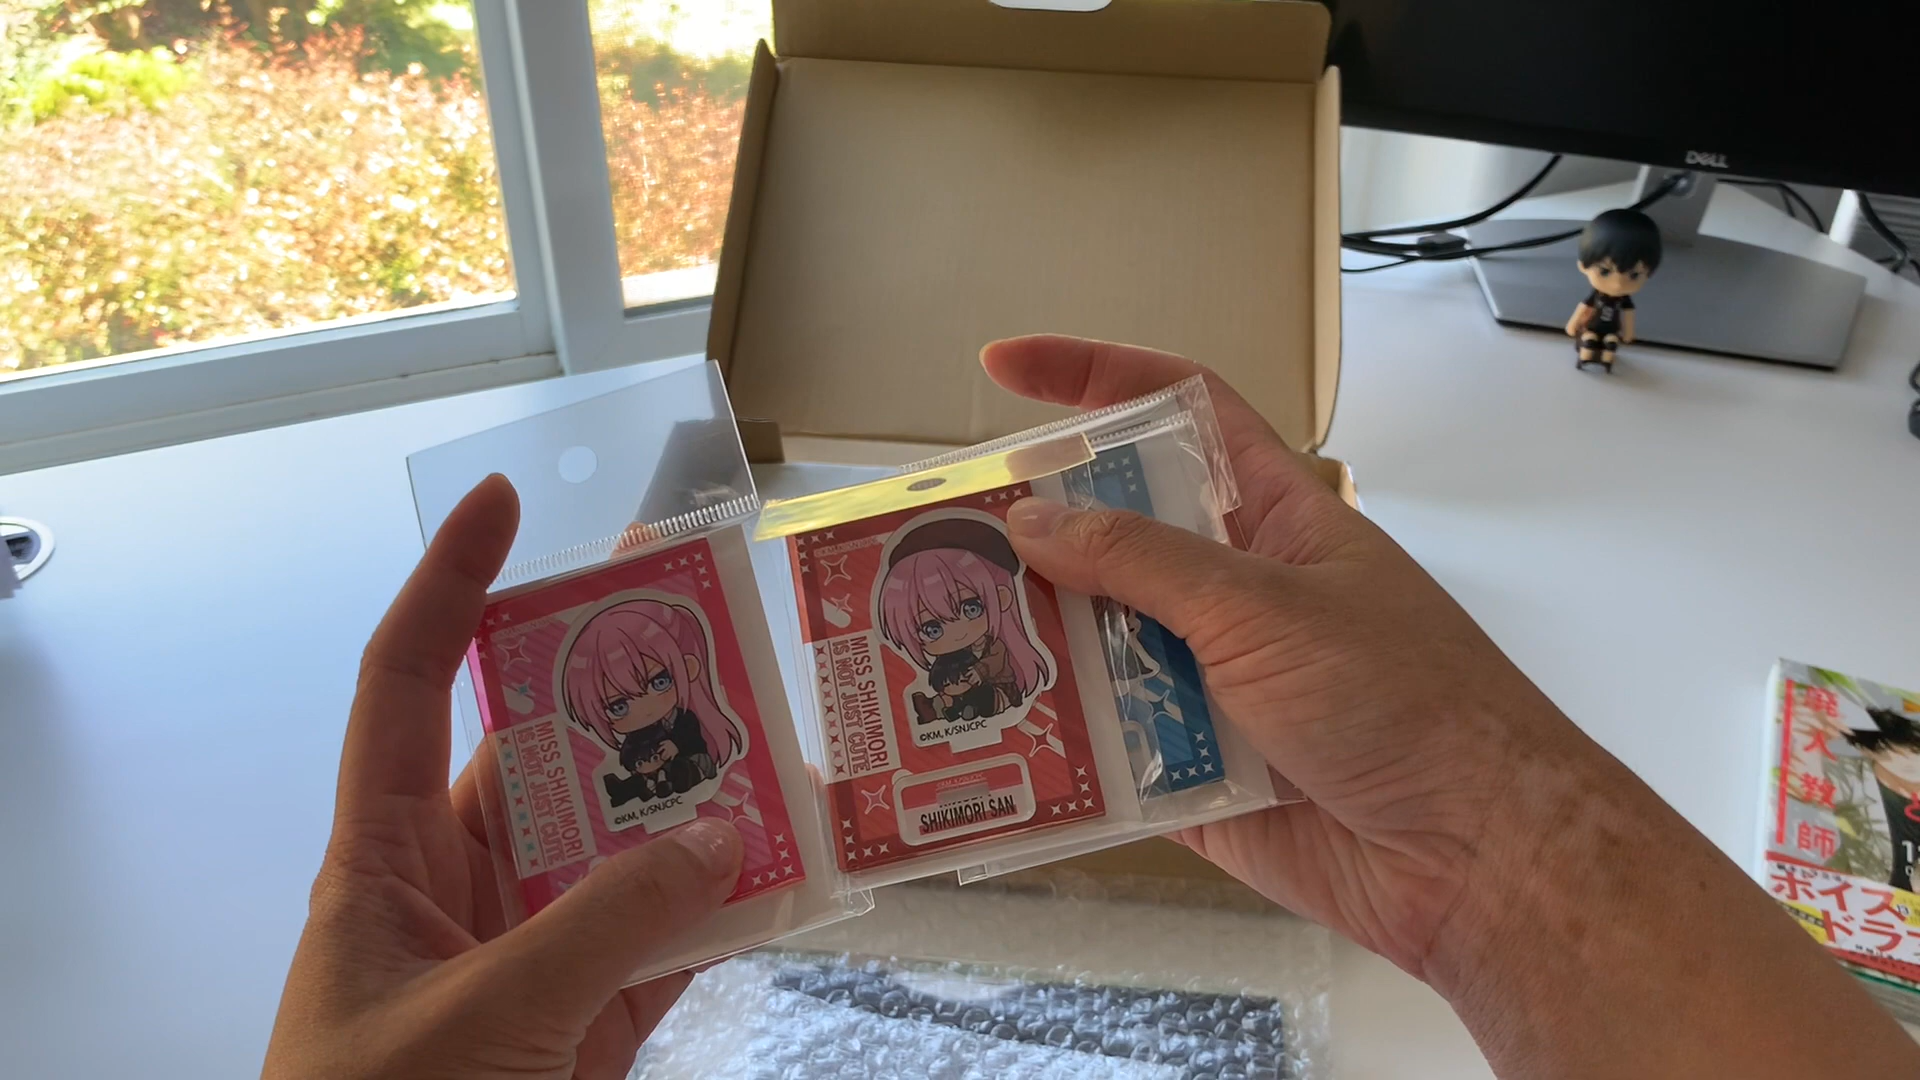 DELL
MISS SHIKIMORI
IS NOT JUST CUTE
©KM, K/SNJCPC
MISS SHIKIMORI
IS NOT JUST CUTE
©KM, K/SNJCPC
SHIKIMORI SAN
教
師
ボイス
ドラ